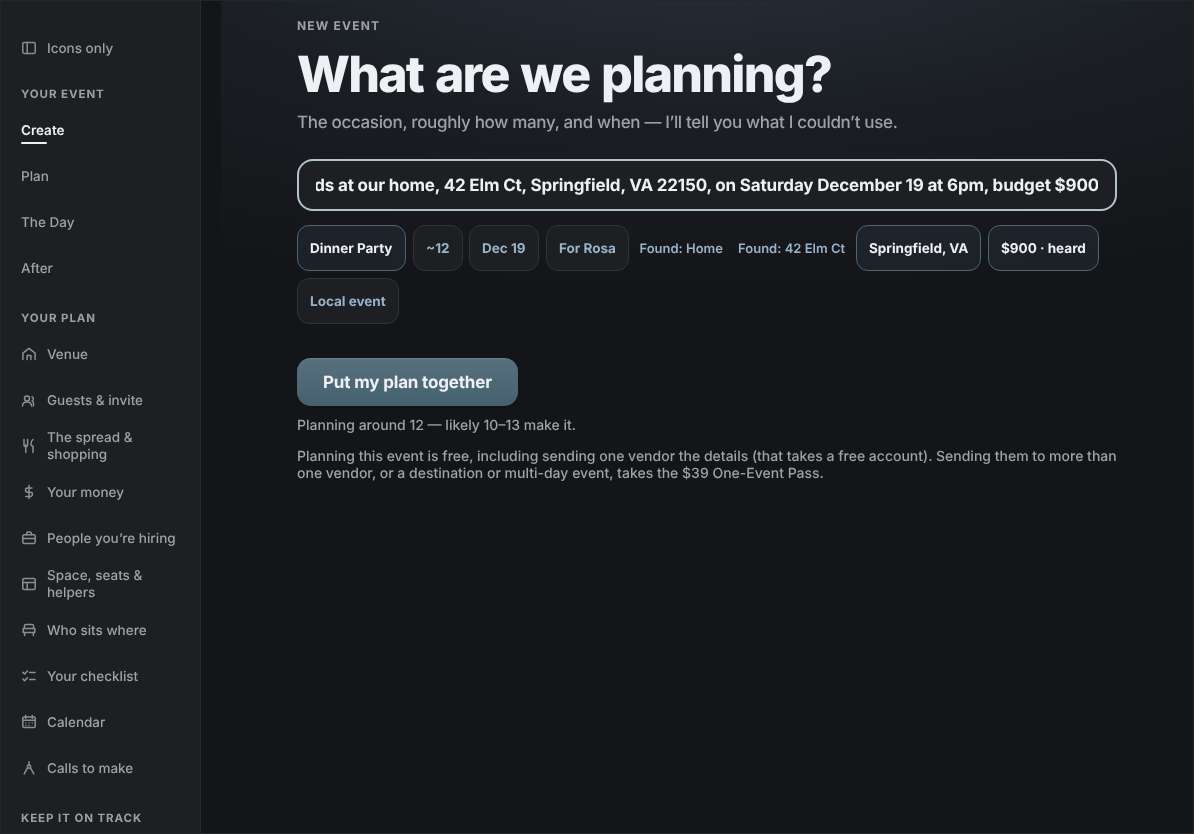 Icons only
YOUR EVENT
Create
Plan
The Day
After
YOUR PLAN
Venue
Guests & invite
The spread &
shopping
Your money
People you’re hiring
Space, seats &
helpers
Who sits where
Your checklist
Calendar
Calls to make
KEEP IT ON TRACK
NEW EVENT
What are we planning?
The occasion, roughly how many, and when — I’ll tell you what I couldn’t use.
ds at our home, 42 Elm Ct, Springfield, VA 22150, on Saturday December 19 at 6pm, budget $900
Dinner Party ~12 Dec 19 For Rosa Found: Home Found: 42 Elm Ct Springfield, VA $900 · heard
Local event
Put my plan together
Planning around 12 — likely 10–13 make it.
Planning this event is free, including sending one vendor the details (that takes a free account). Sending them to more than
one vendor, or a destination or multi-day event, takes the $39 One-Event Pass.